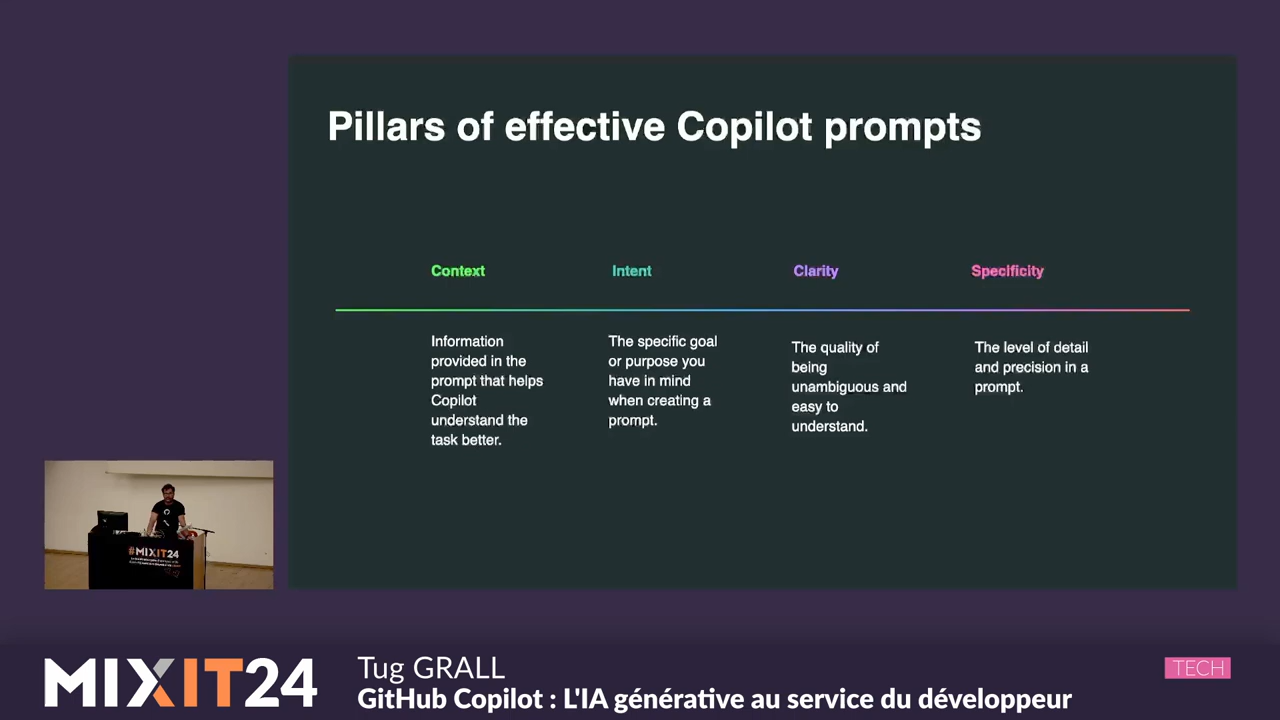 Pillars of effective Copilot prompts
Context
Intent
Clarity
Specificity
Information
provided in the
prompt that helps
Copilot
understand the
task better.
The specific goal
or purpose you
have in mind
when creating a
prompt.
The quality of
being
unambiguous and
easy to
understand.
The level of detail
and precision in a
prompt.
#MIXIT24
MIXIT24
Tug GRALL
GitHub Copilot : L'IA générative au service du développeur
TECH